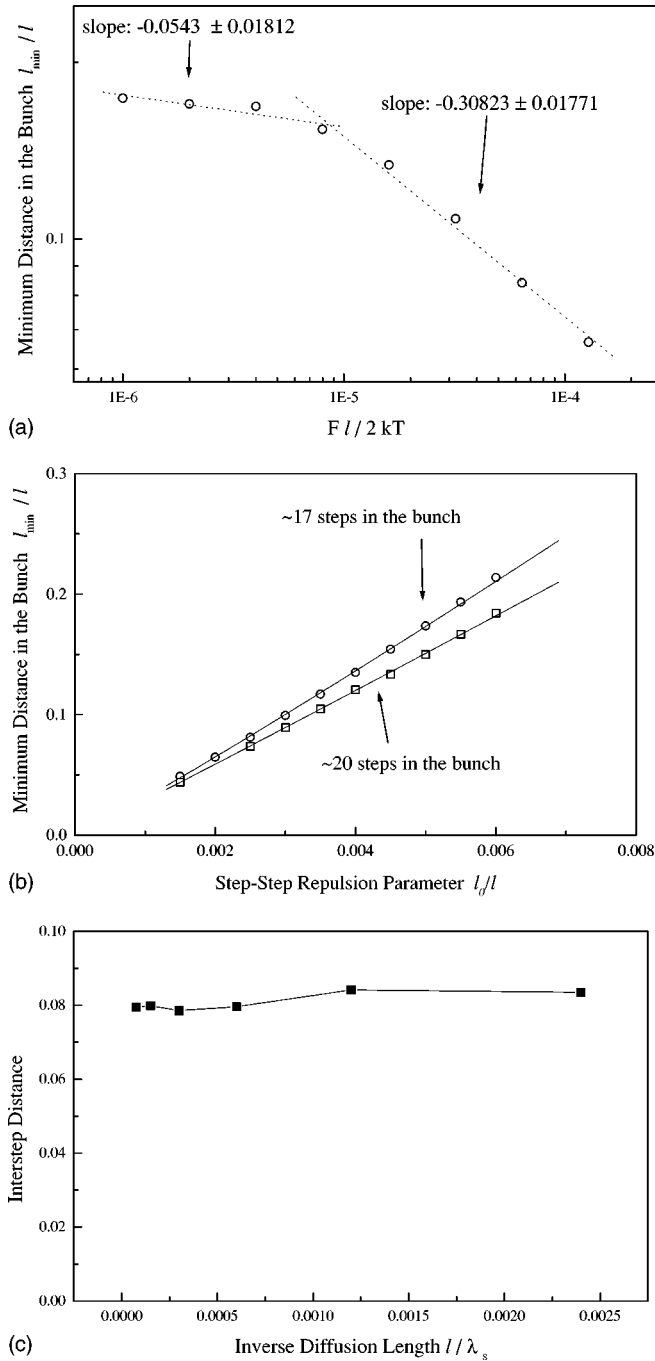 slope: -0.0543 ± 0.01812
slope: -0.30823 ± 0.01771
Minimum Distance in the Bunch l_min / l
0.1
1E-6 1E-5 1E-4
F l / 2 kT
(a)
0.3
~17 steps in the bunch
0.2
Minimum Distance in the Bunch l_min / l
0.1
~20 steps in the bunch
0.0
0.000 0.002 0.004 0.006 0.008
Step-Step Repulsion Parameter l_0/l
(b)
0.10
0.08
0.06
Interstep Distance
0.04
0.02
0.00
0.0000 0.0005 0.0010 0.0015 0.0020 0.0025
Inverse Diffusion Length l / λ_s
(c)